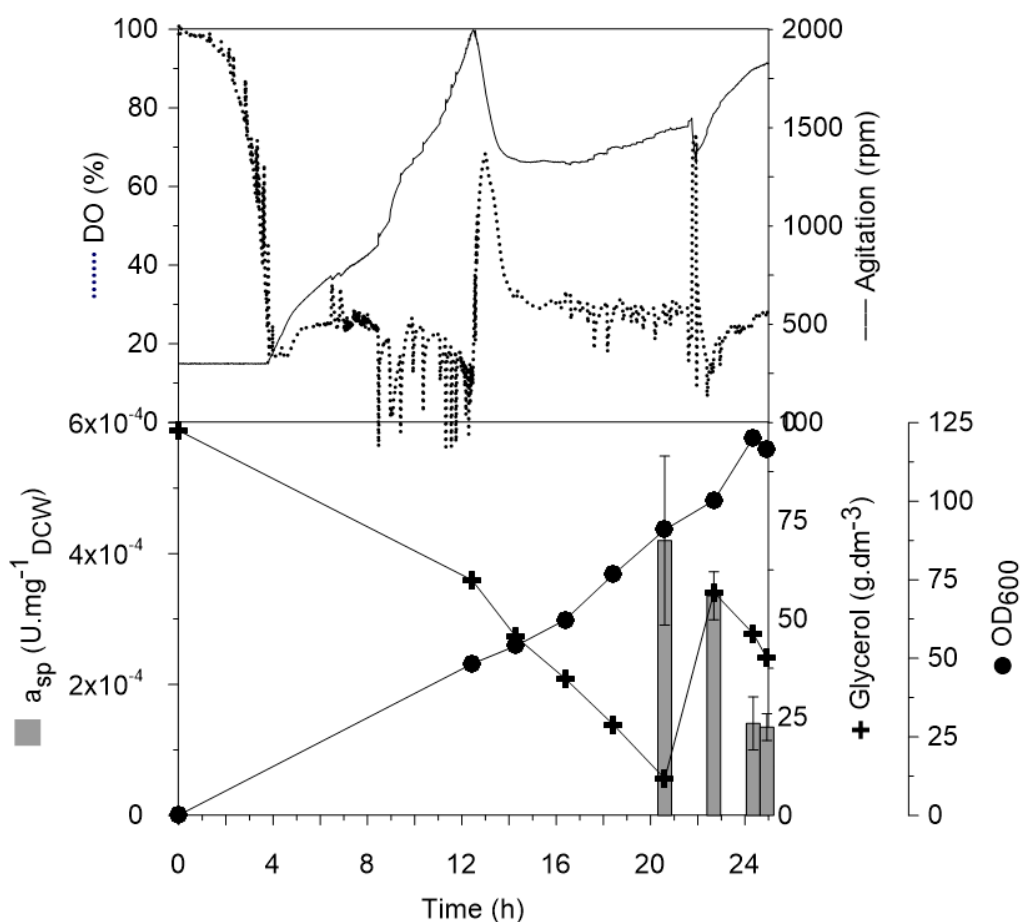 100
80
60
40
20
DO (%)
2000
1500
1000
500
0
Agitation (rpm)
6x10⁻⁴
4x10⁻⁴
2x10⁻⁴
0
aₛₚ (U.mg⁻¹DCW)
100
75
50
25
0
Glycerol (g.dm⁻³)
125
100
75
50
25
0
OD600
0 4 8 12 16 20 24
Time (h)